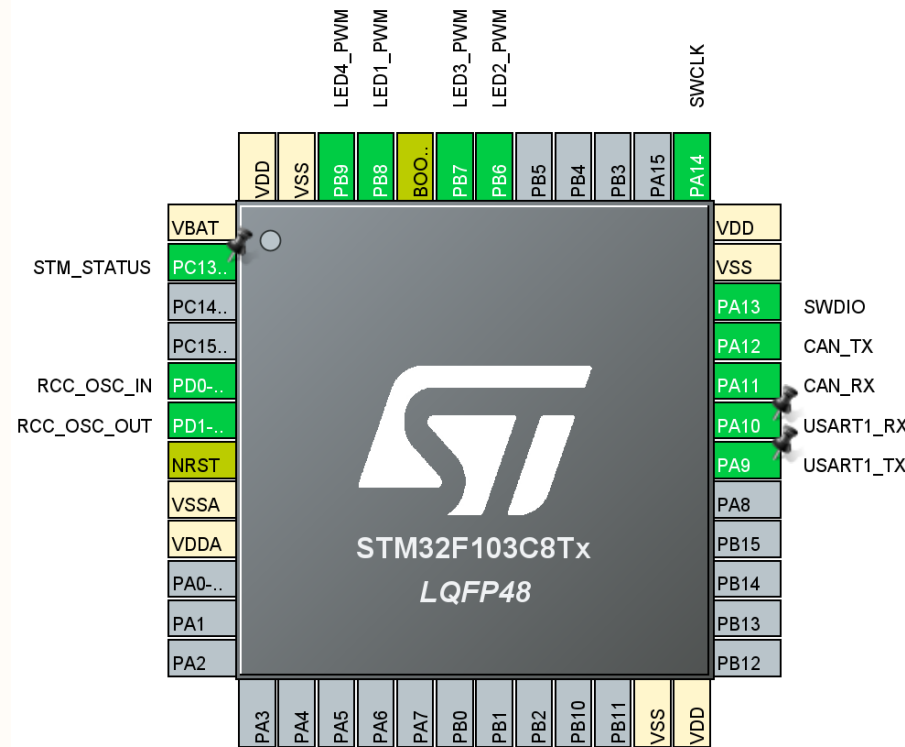 LED4_PWM
LED1_PWM
LED3_PWM
LED2_PWM
SWCLK
VDD
VSS
PB9
PB8
BOO..
PB7
PB6
PB5
PB4
PB3
PA15
PA14
VBAT
STM_STATUS PC13..
PC14..
PC15..
RCC_OSC_IN PD0-..
RCC_OSC_OUT PD1-..
NRST
VSSA
VDDA
PA0-..
PA1
PA2
ST
STM32F103C8Tx
LQFP48
VDD
VSS
PA13 SWDIO
PA12 CAN_TX
PA11 CAN_RX
PA10 USART1_RX
PA9 USART1_TX
PA8
PB15
PB14
PB13
PB12
PA3
PA4
PA5
PA6
PA7
PB0
PB1
PB2
PB10
PB11
VSS
VDD